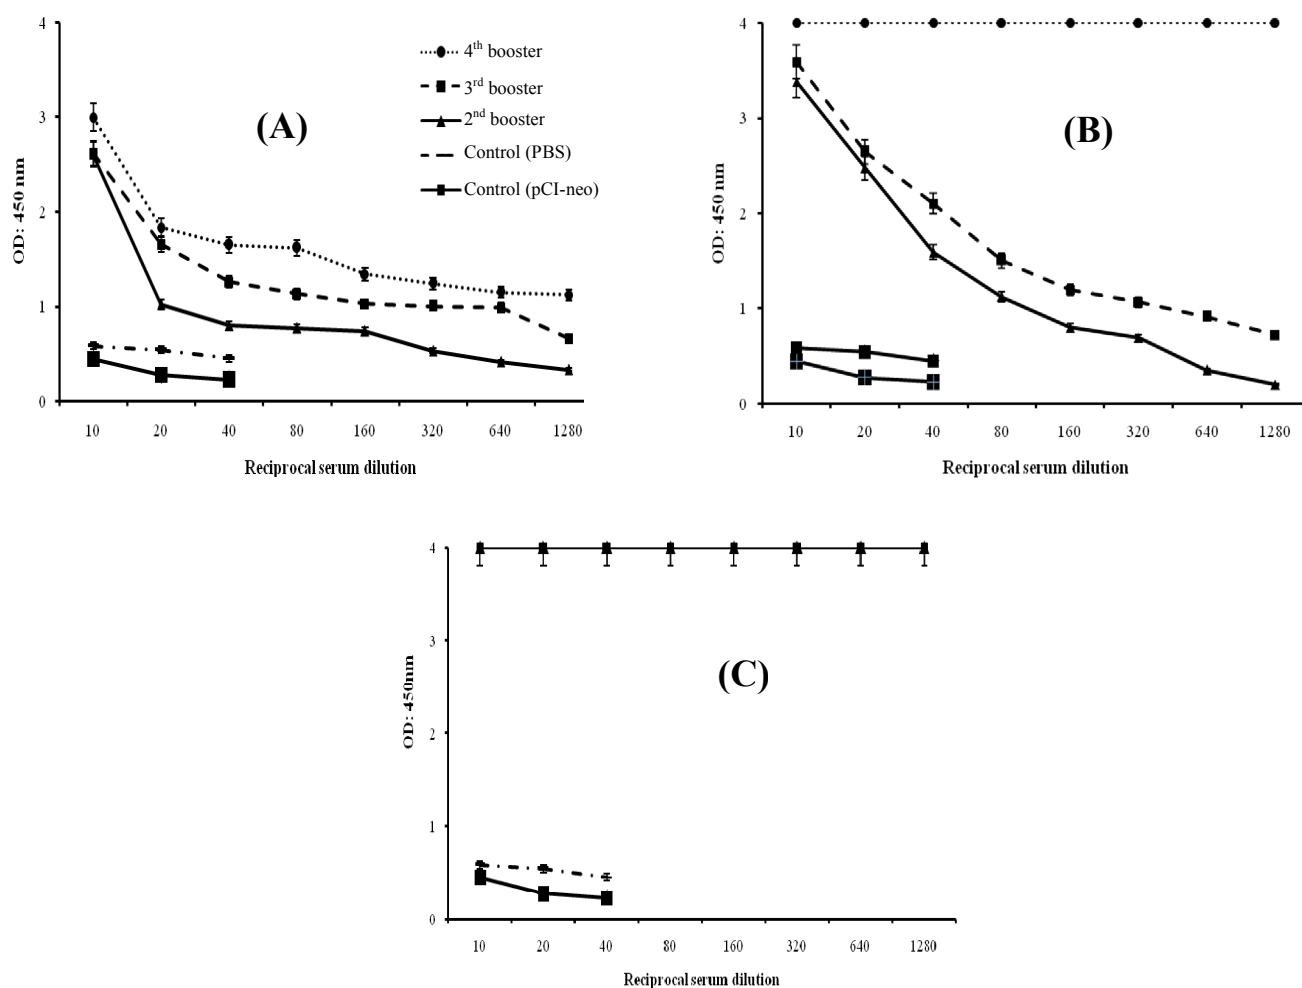 (A)
OD: 450 nm
4
3
2
1
0
10 20 40 80 160 320 640 1280
Reciprocal serum dilution
4th booster
3rd booster
2nd booster
Control (PBS)
Control (pCI-neo)
(B)
OD: 450 nm
4
3
2
1
0
10 20 40 80 160 320 640 1280
Reciprocal serum dilution
(C)
OD: 450nm
4
3
2
1
0
10 20 40 80 160 320 640 1280
Reciprocal serum dilution